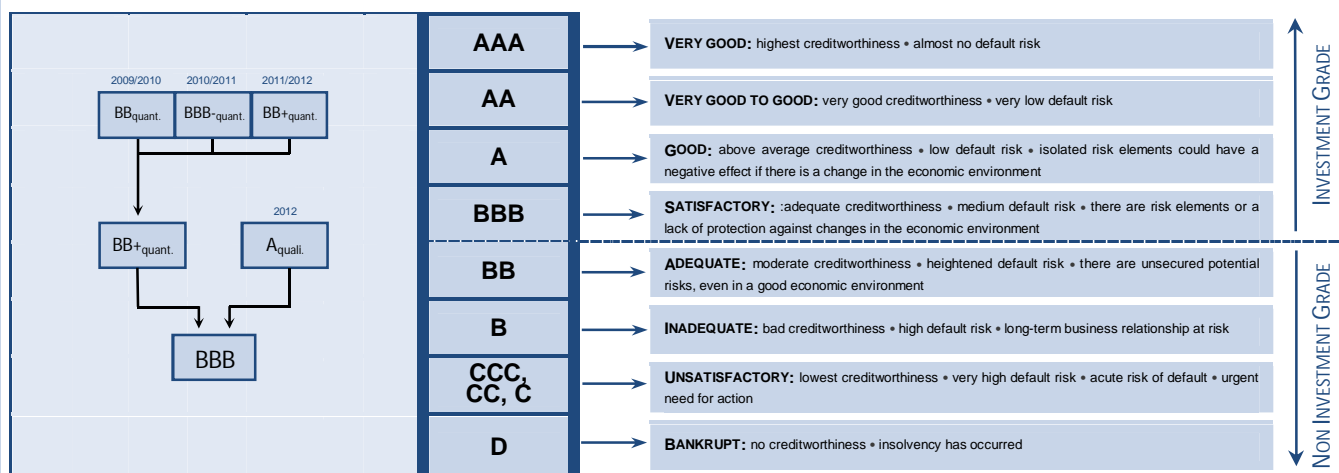 2009/2010 2010/2011 2011/2012
BBquant. BBB-quant. BB+quant.
2012
BB+quant. Aquali.
BBB
AAA
AA
A
BBB
BB
B
CCC,
CC, C
D
VERY GOOD: highest creditworthiness • almost no default risk
VERY GOOD TO GOOD: very good creditworthiness • very low default risk
GOOD: above average creditworthiness • low default risk • isolated risk elements could have a
negative effect if there is a change in the economic environment
SATISFACTORY: :adequate creditworthiness • medium default risk • there are risk elements or a
lack of protection against changes in the economic environment
ADEQUATE: moderate creditworthiness • heightened default risk • there are unsecured potential
risks, even in a good economic environment
INADEQUATE: bad creditworthiness • high default risk • long-term business relationship at risk
UNSATISFACTORY: lowest creditworthiness • very high default risk • acute risk of default • urgent
need for action
BANKRUPT: no creditworthiness • insolvency has occurred
INVESTMENT GRADE
NON INVESTMENT GRADE